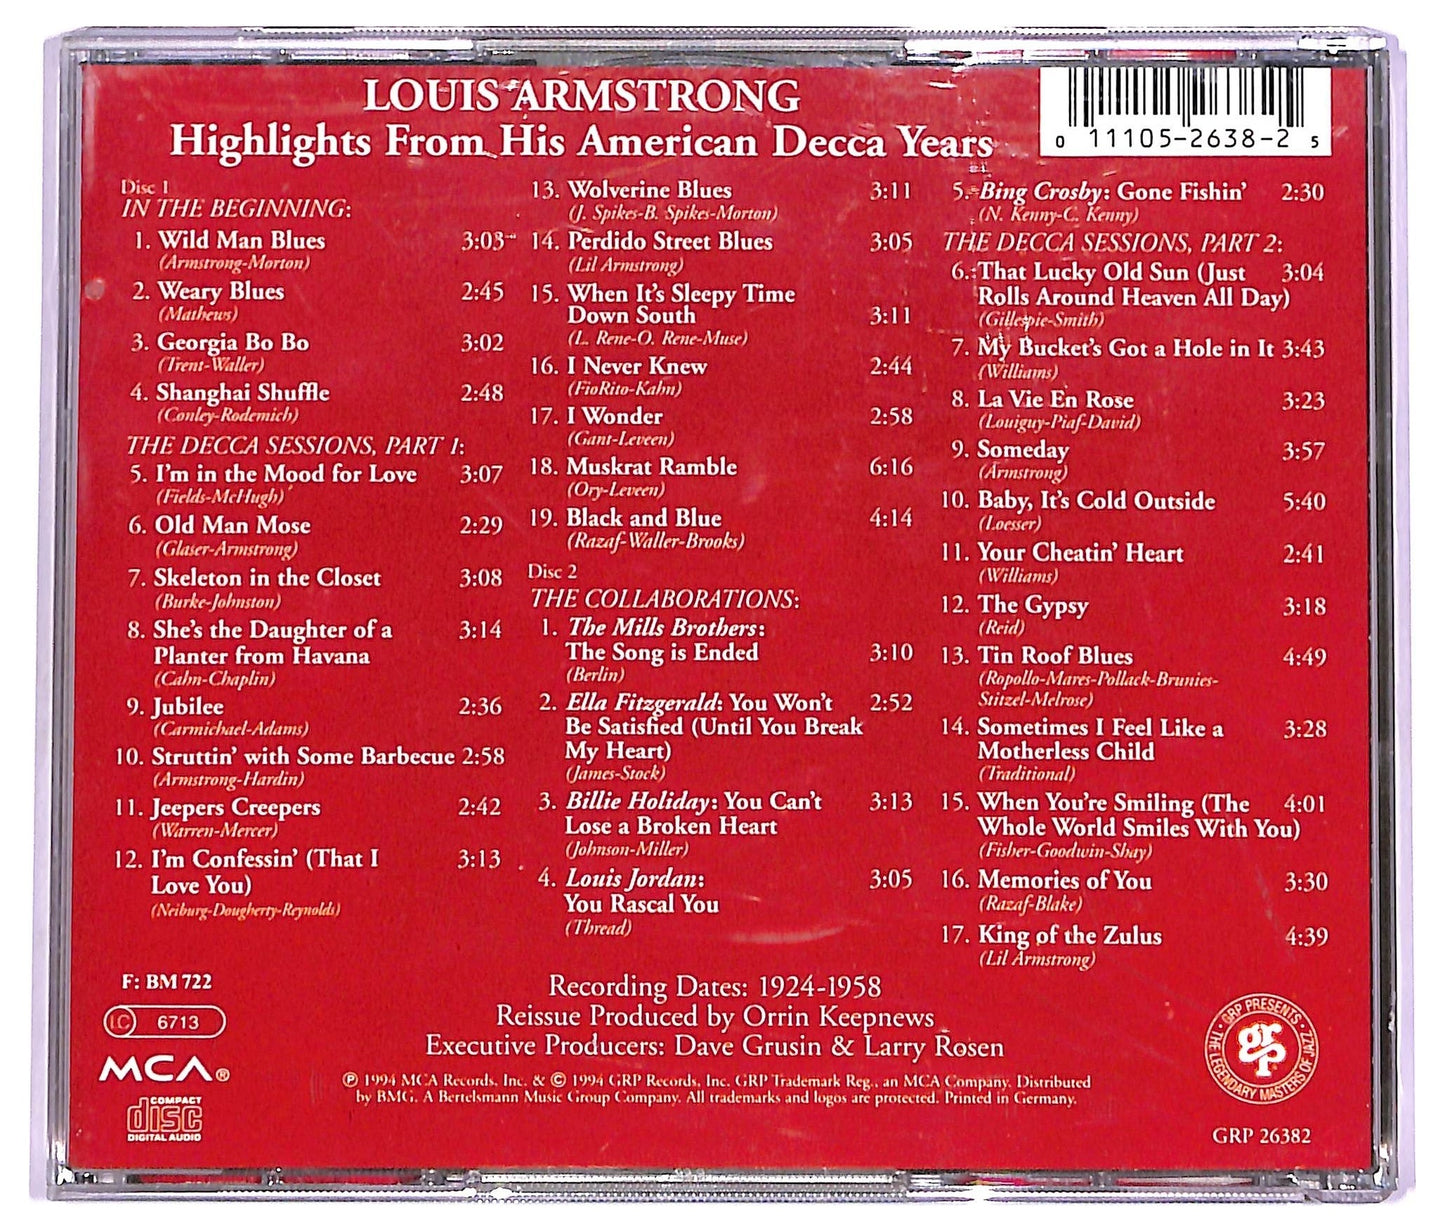 LOUIS ARMSTRONG
Highlights From His American Decca Years
0 11105-2638-2 5
Disc 1
IN THE BEGINNING:
1. Wild Man Blues 3:03
(Armstrong-Morton)
2. Weary Blues 2:45
(Mathews)
3. Georgia Bo Bo 3:02
(Trent-Waller)
4. Shanghai Shuffle 2:48
(Conley-Rodemich)
THE DECCA SESSIONS, PART 1:
5. I'm in the Mood for Love 3:07
(Fields-McHugh)
6. Old Man Mose 2:29
(Glaser-Armstrong)
7. Skeleton in the Closet 3:08
(Burke-Johnston)
8. She's the Daughter of a 3:14
Planter from Havana
(Cahn-Chaplin)
9. Jubilee 2:36
(Carmichael-Adams)
10. Struttin' with Some Barbecue 2:58
(Armstrong-Hardin)
11. Jeepers Creepers 2:42
(Warren-Mercer)
12. I'm Confessin' (That I 3:13
Love You)
(Neiburg-Dougherty-Reynolds)
13. Wolverine Blues 3:11
(J. Spikes-B. Spikes-Morton)
14. Perdido Street Blues 3:05
(Lil Armstrong)
15. When It's Sleepy Time
Down South 3:11
(L. Rene-O. Rene-Muse)
16. I Never Knew 2:44
(FioRito-Kahn)
17. I Wonder 2:58
(Gant-Leveen)
18. Muskrat Ramble 6:16
(Ory-Leveen)
19. Black and Blue 4:14
(Razaf-Waller-Brooks)
Disc 2
THE COLLABORATIONS:
1. The Mills Brothers:
The Song is Ended 3:10
(Berlin)
2. Ella Fitzgerald: You Won't 2:52
Be Satisfied (Until You Break
My Heart)
(James-Stock)
3. Billie Holiday: You Can't 3:13
Lose a Broken Heart
(Johnson-Miller)
4. Louis Jordan: 3:05
You Rascal You
(Thread)
5. Bing Crosby: Gone Fishin' 2:30
(N. Kenny-C. Kenny)
THE DECCA SESSIONS, PART 2:
6. That Lucky Old Sun (Just 3:04
Rolls Around Heaven All Day)
(Gillespie-Smith)
7. My Bucket's Got a Hole in It 3:43
(Williams)
8. La Vie En Rose 3:23
(Louiguy-Piaf-David)
9. Someday 3:57
(Armstrong)
10. Baby, It's Cold Outside 5:40
(Loesser)
11. Your Cheatin' Heart 2:41
(Williams)
12. The Gypsy 3:18
(Reid)
13. Tin Roof Blues 4:49
(Ropollo-Mares-Pollack-Brunies-
Stitzel-Melrose)
14. Sometimes I Feel Like a 3:28
Motherless Child
(Traditional)
15. When You're Smiling (The 4:01
Whole World Smiles With You)
(Fisher-Goodwin-Shay)
16. Memories of You 3:30
(Razaf-Blake)
17. King of the Zulus 4:39
(Lil Armstrong)
F: BM 722
LC 6713
MCA®
COMPACT
disc
DIGITAL AUDIO
Recording Dates: 1924-1958
Reissue Produced by Orrin Keepnews
Executive Producers: Dave Grusin & Larry Rosen
℗ 1994 MCA Records, Inc. & © 1994 GRP Records, Inc. GRP Trademark Reg., an MCA Company. Distributed
by BMG. A Bertelsmann Music Group Company. All trademarks and logos are protected. Printed in Germany.
· GRP PRESENTS · THE LEGENDARY MASTERS OF JAZZ
grp
GRP 26382